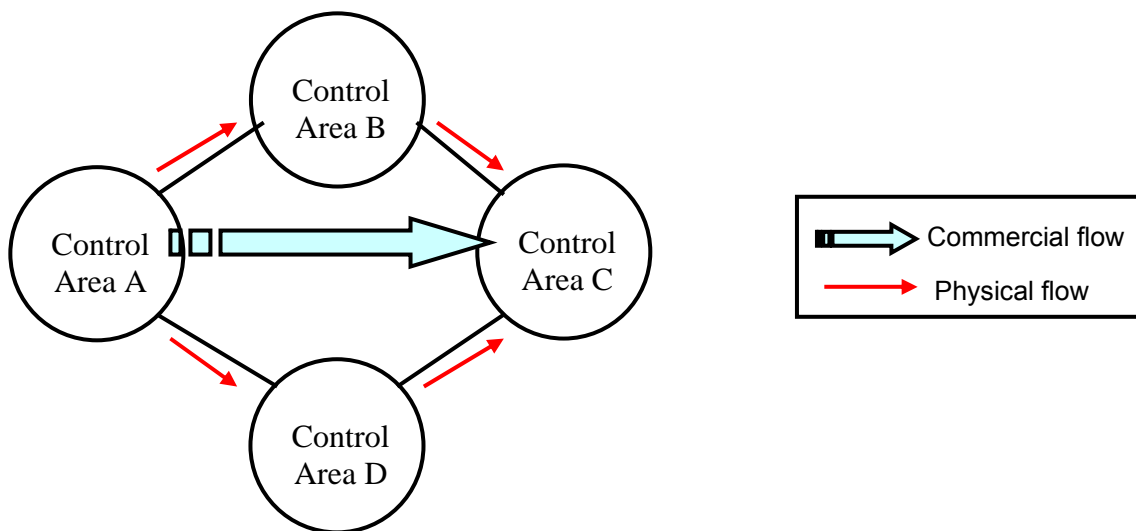 Control
Area B
Control
Area A
Control
Area C
Control
Area D
Commercial flow
Physical flow